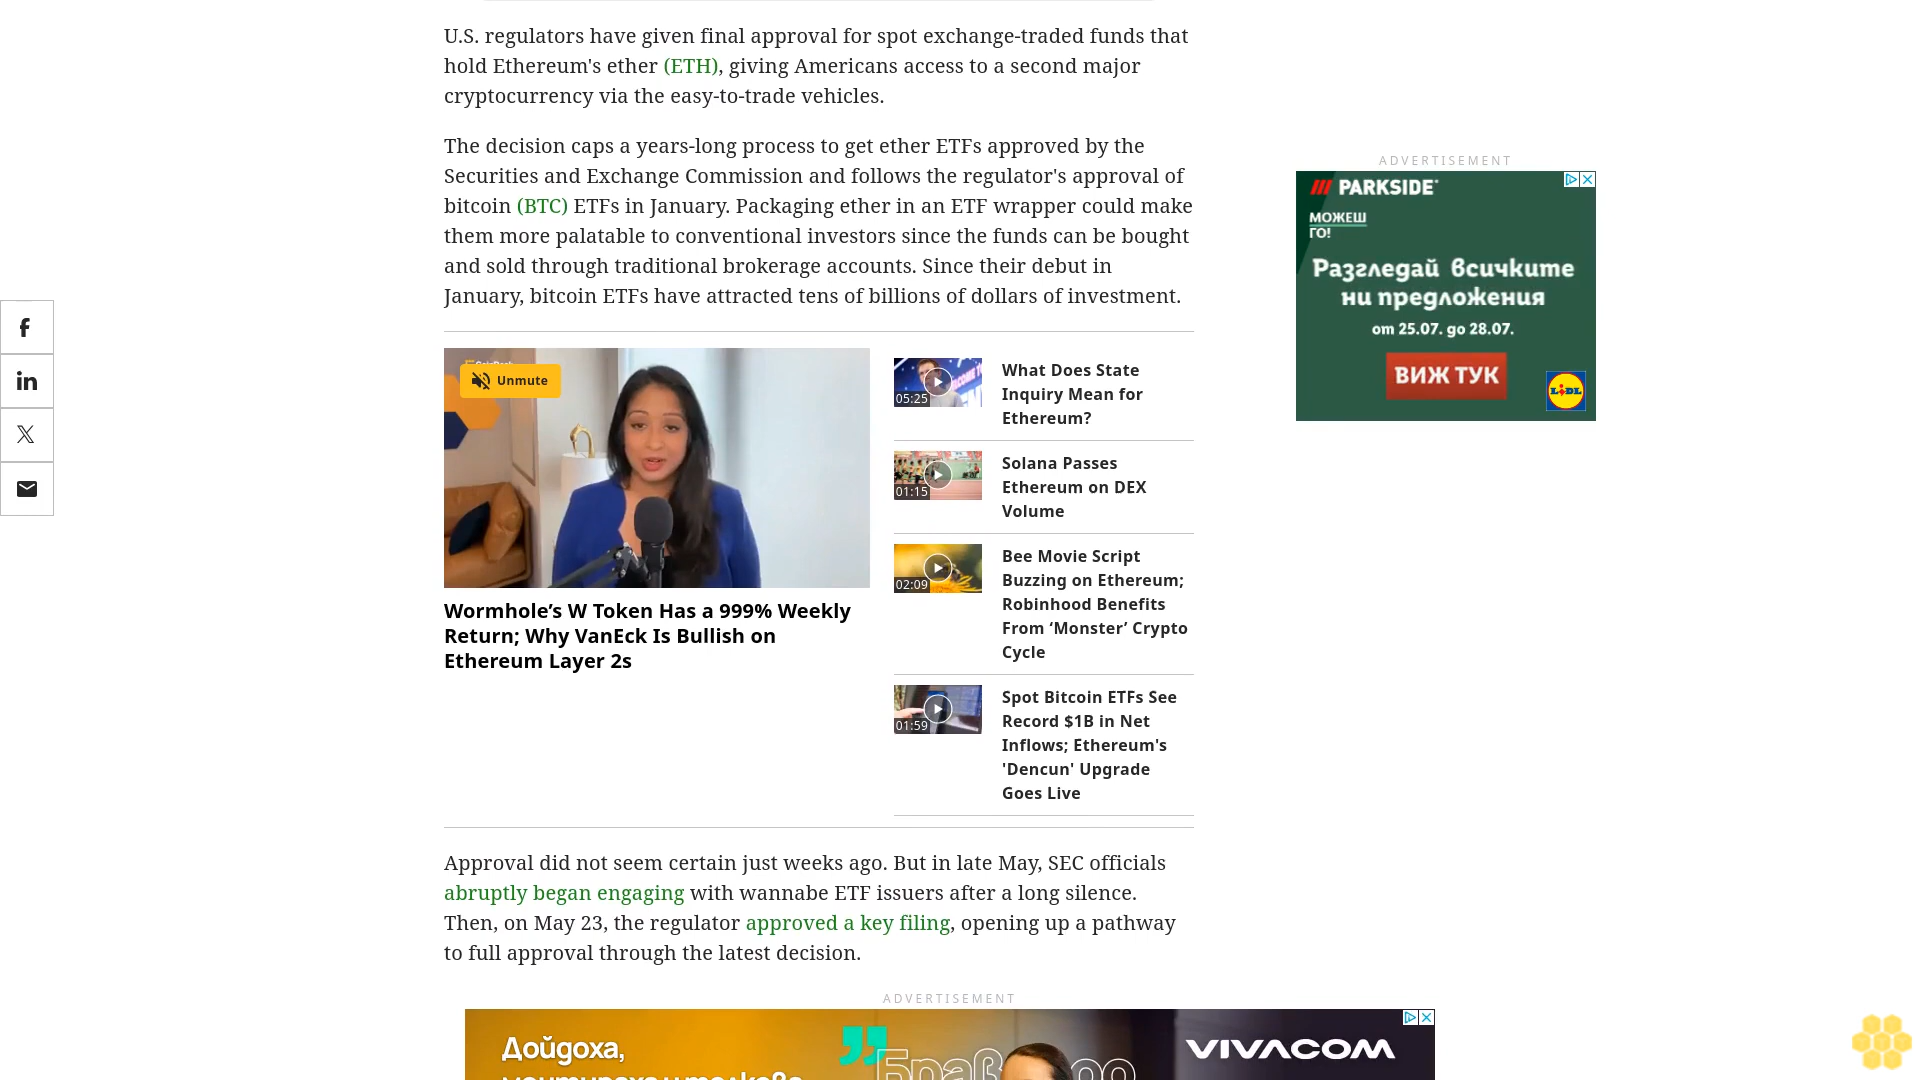 U.S. regulators have given final approval for spot exchange-traded funds that
hold Ethereum's ether (ETH), giving Americans access to a second major
cryptocurrency via the easy-to-trade vehicles.
The decision caps a years-long process to get ether ETFs approved by the
Securities and Exchange Commission and follows the regulator's approval of
bitcoin (BTC) ETFs in January. Packaging ether in an ETF wrapper could make
them more palatable to conventional investors since the funds can be bought
and sold through traditional brokerage accounts. Since their debut in
January, bitcoin ETFs have attracted tens of billions of dollars of investment.
Unmute
Wormhole’s W Token Has a 999% Weekly
Return; Why VanEck Is Bullish on
Ethereum Layer 2s
05:25
What Does State
Inquiry Mean for
Ethereum?
01:15
Solana Passes
Ethereum on DEX
Volume
02:09
Bee Movie Script
Buzzing on Ethereum;
Robinhood Benefits
From ‘Monster’ Crypto
Cycle
01:59
Spot Bitcoin ETFs See
Record $1B in Net
Inflows; Ethereum's
'Dencun' Upgrade
Goes Live
Approval did not seem certain just weeks ago. But in late May, SEC officials
abruptly began engaging with wannabe ETF issuers after a long silence.
Then, on May 23, the regulator approved a key filing, opening up a pathway
to full approval through the latest decision.
ADVERTISEMENT
PARKSIDE
МОЖЕШ
ГО!
Разгледай всичките
ни предложения
от 25.07. до 28.07.
ВИЖ ТУК
LIDL
ADVERTISEMENT
Дойдоха,
VIVACOM